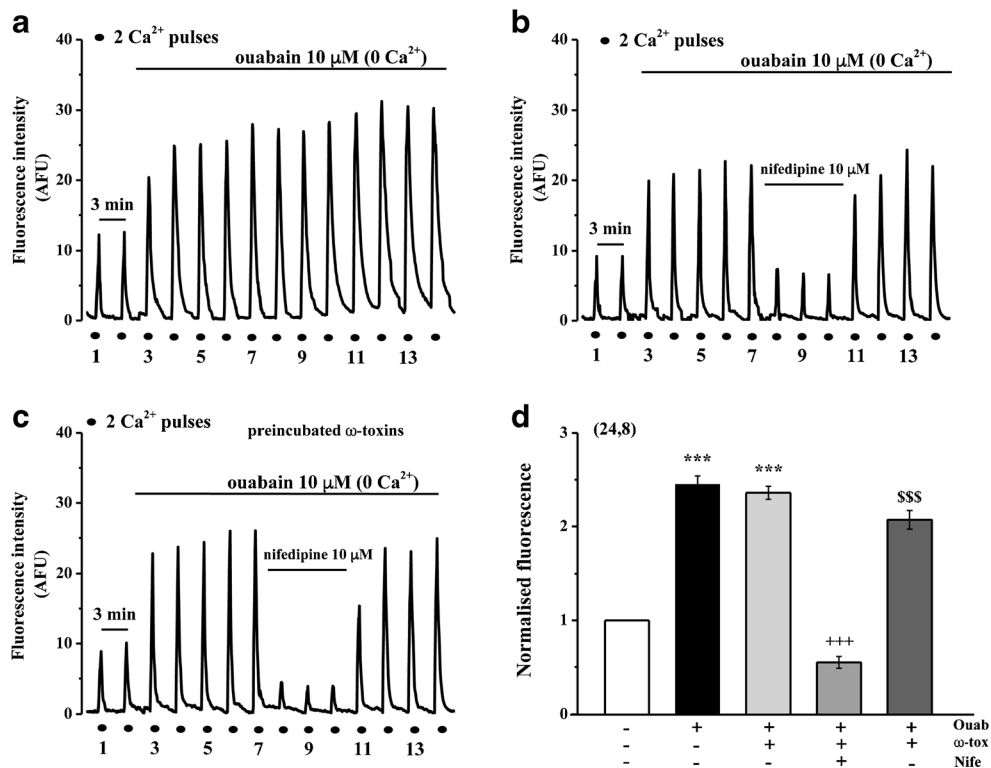 a
● 2 Ca²⁺ pulses
ouabain 10 μM (0 Ca²⁺)
3 min
Fluorescence intensity
(AFU)
40
30
20
10
0
1 3 5 7 9 11 13
b
● 2 Ca²⁺ pulses
ouabain 10 μM (0 Ca²⁺)
nifedipine 10 μM
3 min
Fluorescence intensity
(AFU)
40
30
20
10
0
1 3 5 7 9 11 13
c
● 2 Ca²⁺ pulses
preincubated ω-toxins
ouabain 10 μM (0 Ca²⁺)
nifedipine 10 μM
3 min
Fluorescence intensity
(AFU)
40
30
20
10
0
1 3 5 7 9 11 13
d
(24,8)
Normalised fluorescence
3
2
1
0
*** *** +++ $$$
- + + + + Ouab
- - + + + ω-tox
- - - + - Nife